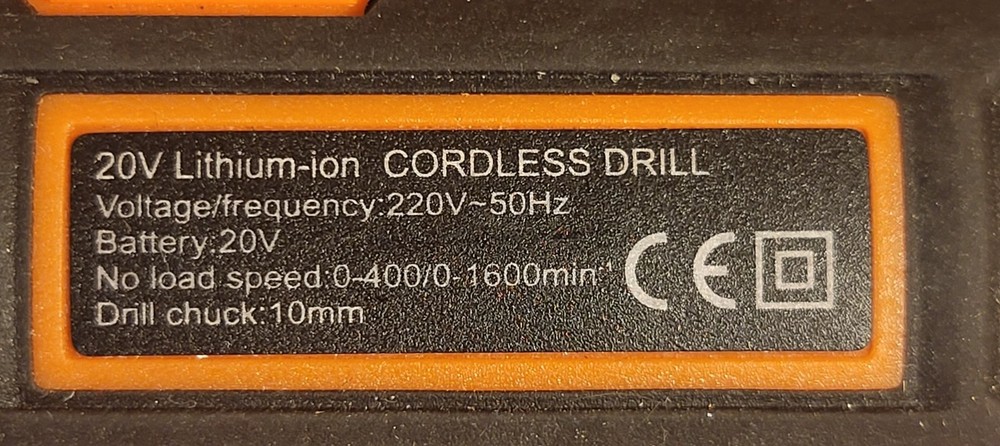 20V Lithium-ion CORDLESS DRILL
Voltage/frequency:220V~50Hz
Battery:20V
No load speed:0-400/0-1600min⁻¹
Drill chuck:10mm
CE